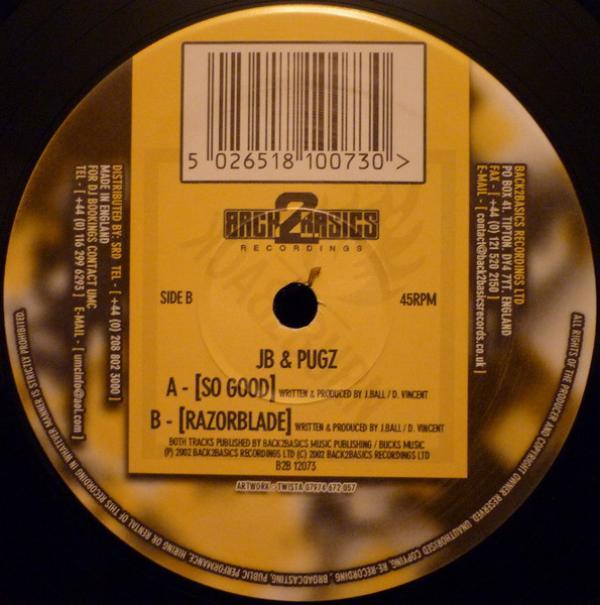 5 026518 100730 >
BACK2BASICS
RECORDINGS
SIDE B
45RPM
JB & PUGZ
A - [SO GOOD] WRITTEN & PRODUCED BY J.BALL / D. VINCENT
B - [RAZORBLADE] WRITTEN & PRODUCED BY J.BALL / D. VINCENT
BOTH TRACKS PUBLISHED BY BACK2BASICS MUSIC PUBLISHING / BUCKS MUSIC
(P) 2002 BACK2BASICS RECORDINGS LTD (C) 2002 BACK2BASICS RECORDINGS LTD
B2B 12073
ARTWORK - TWISTA 07974 672 057
DISTRIBUTED BY: SRD TEL - [ +44 (0) 208 802 3000 ]
MADE IN ENGLAND
FOR DJ BOOKINGS CONTACT UMC
TEL - [ +44 (0) 116 299 6293 ] E-MAIL - [ umcinfo@aol.com ]
BACK2BASICS RECORDINGS LTD
PO BOX 41, TIPTON, DY4 7YT. ENGLAND
FAX - [ +44 (0) 121 520 2150 ]
E-MAIL - [ contact@back2basicsrecords.co.uk ]
ALL RIGHTS OF THE PRODUCER AND COPYRIGHT OWNER RESERVED. UNAUTHORISED COPYING, RE-RECORDING, BROADCASTING, PUBLIC PERFORMANCE, HIRING OR RENTAL OF THIS RECORDING IN WHATEVER MANNER IS STRICTLY PROHIBITED.